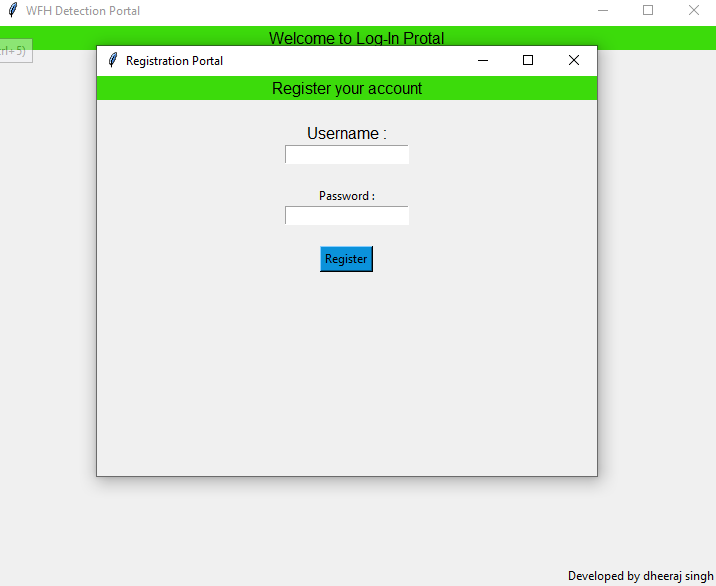 WFH Detection Portal
Welcome to Log-In Protal
trl+5)
Registration Portal
Register your account
Username :
Password :
Register
Developed by dheeraj singh